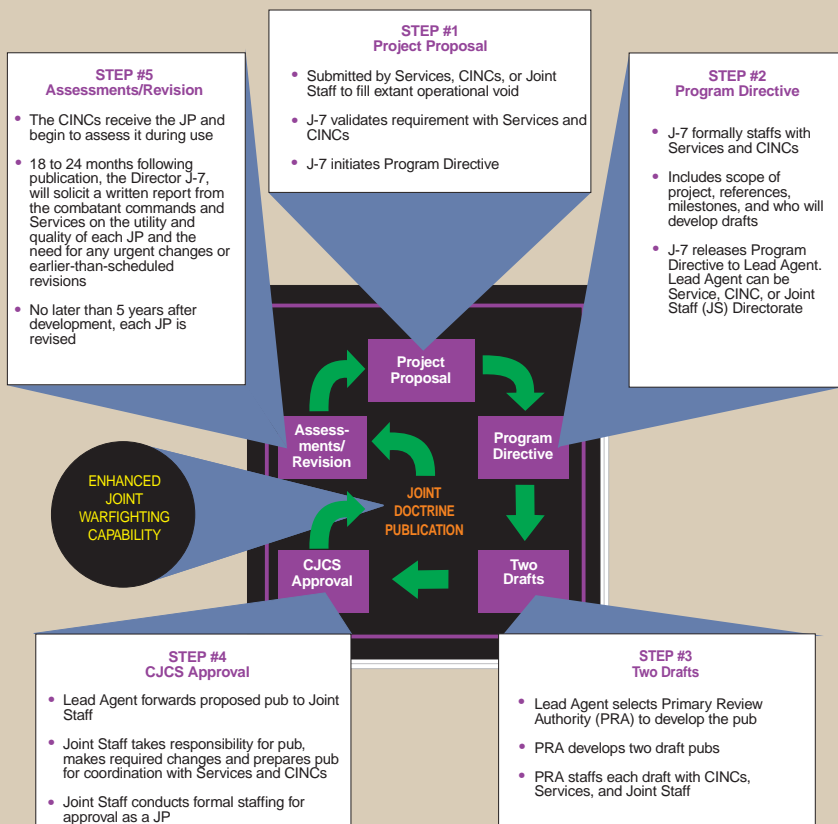 STEP #1
Project Proposal
• Submitted by Services, CINCs, or Joint
Staff to fill extant operational void
• J-7 validates requirement with Services and
CINCs
• J-7 initiates Program Directive
STEP #5
Assessments/Revision
• The CINCs receive the JP and
begin to assess it during use
• 18 to 24 months following
publication, the Director J-7,
will solicit a written report from
the combatant commands and
Services on the utility and
quality of each JP and the
need for any urgent changes or
earlier-than-scheduled
revisions
• No later than 5 years after
development, each JP is
revised
STEP #2
Program Directive
• J-7 formally staffs with
Services and CINCs
• Includes scope of
project, references,
milestones, and who will
develop drafts
• J-7 releases Program
Directive to Lead Agent.
Lead Agent can be
Service, CINC, or Joint
Staff (JS) Directorate
Project
Proposal
Assess-
ments/
Revision
Program
Directive
ENHANCED
JOINT
WARFIGHTING
CAPABILITY
JOINT
DOCTRINE
PUBLICATION
CJCS
Approval
Two
Drafts
STEP #4
CJCS Approval
• Lead Agent forwards proposed pub to Joint
Staff
• Joint Staff takes responsibility for pub,
makes required changes and prepares pub
for coordination with Services and CINCs
• Joint Staff conducts formal staffing for
approval as a JP
STEP #3
Two Drafts
• Lead Agent selects Primary Review
Authority (PRA) to develop the pub
• PRA develops two draft pubs
• PRA staffs each draft with CINCs,
Services, and Joint Staff